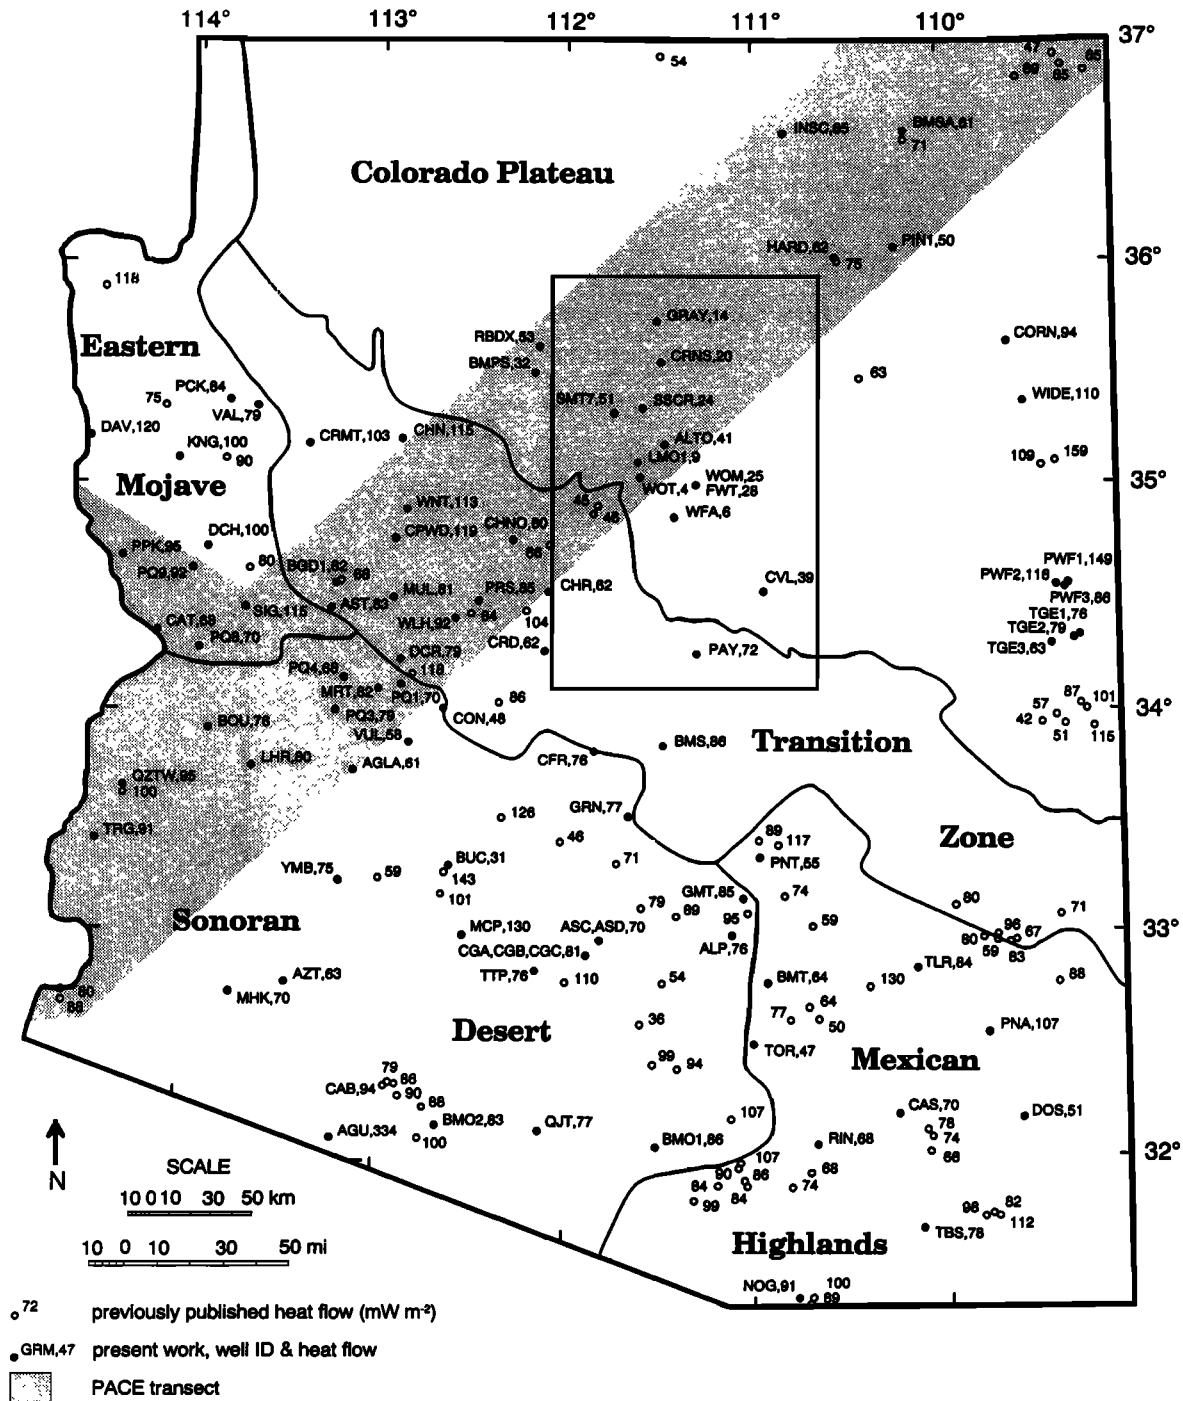 114° 113° 112° 111° 110° 37°
54
47
69
65
65
INSC,65
BMSA,61
71
Colorado Plateau
HARD,62
75
PIN1,50
36°
118
Eastern
RBDX,53
BMPS,32
GRAY,14
CRNS,20
CORN,94
63
75
PCK,84
VAL,79
SMT7,51
SSCR,24
WIDE,110
DAV,120
KNG,100
90
CRMT,103
CHN,115
ALTO,41
LMO1,9
WOT,4
WOM,25
FWT,28
109
159
35°
Mojave
WNT,113
CPWD,119
CHNO,60
66
45
46
WFA,6
DCH,100
PPK,95
PQ9,92
80
BGD1,82
68
MUL,81
PRS,85
CHR,62
CVL,39
PWF1,149
PWF2,116
PWF3,86
CAT,69
PQ8,70
SIG,115
AST,83
WLH,92
84
104
TGE1,76
TGE2,79
TGE3,63
CRD,62
PAY,72
PQ4,68
DCR,79
118
MRT,82
PQ1,70
86
34°
BOU,76
PQ3,79
VUL,58
CON,48
57
87
101
42
51
115
QZTW,95
100
LHR,80
AGLA,61
CFR,76
BMS,86
Transition
TRG,91
126
46
GRN,77
71
89
117
PNT,55
Zone
YMB,75
59
BUC,31
143
101
GMT,85
74
80
71
Sonoran
MCP,130
ASC,ASD,70
79
89
95
59
96
67
80
59
83
33°
CGA,CGB,CGC,81
ALP,76
TLR,84
TTP,76
110
54
BMT,64
130
88
80
88
MHK,70
AZT,63
Desert
36
77
64
50
PNA,107
99
94
TOR,47
Mexican
79
86
CAB,94
90
88
BMO2,83
100
AGU,334
QJT,77
107
BMO1,86
RIN,68
CAS,70
78
74
66
DOS,51
32°
107
90
86
84
84
99
68
74
98
82
112
TBS,78
Highlands
NOG,91
100
89
N
SCALE
10 0 10 30 50 km
10 0 10 30 50 mi
72 previously published heat flow (mW m⁻²)
GRM,47 present work, well ID & heat flow
PACE transect